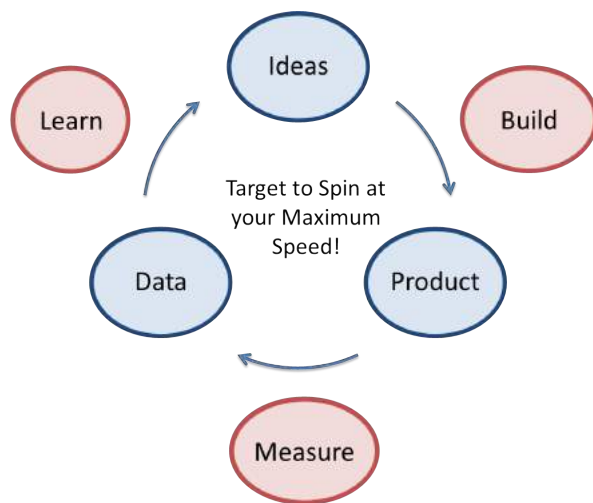 Ideas
Learn
Build
Target to Spin at
your Maximum
Speed!
Data
Product
Measure